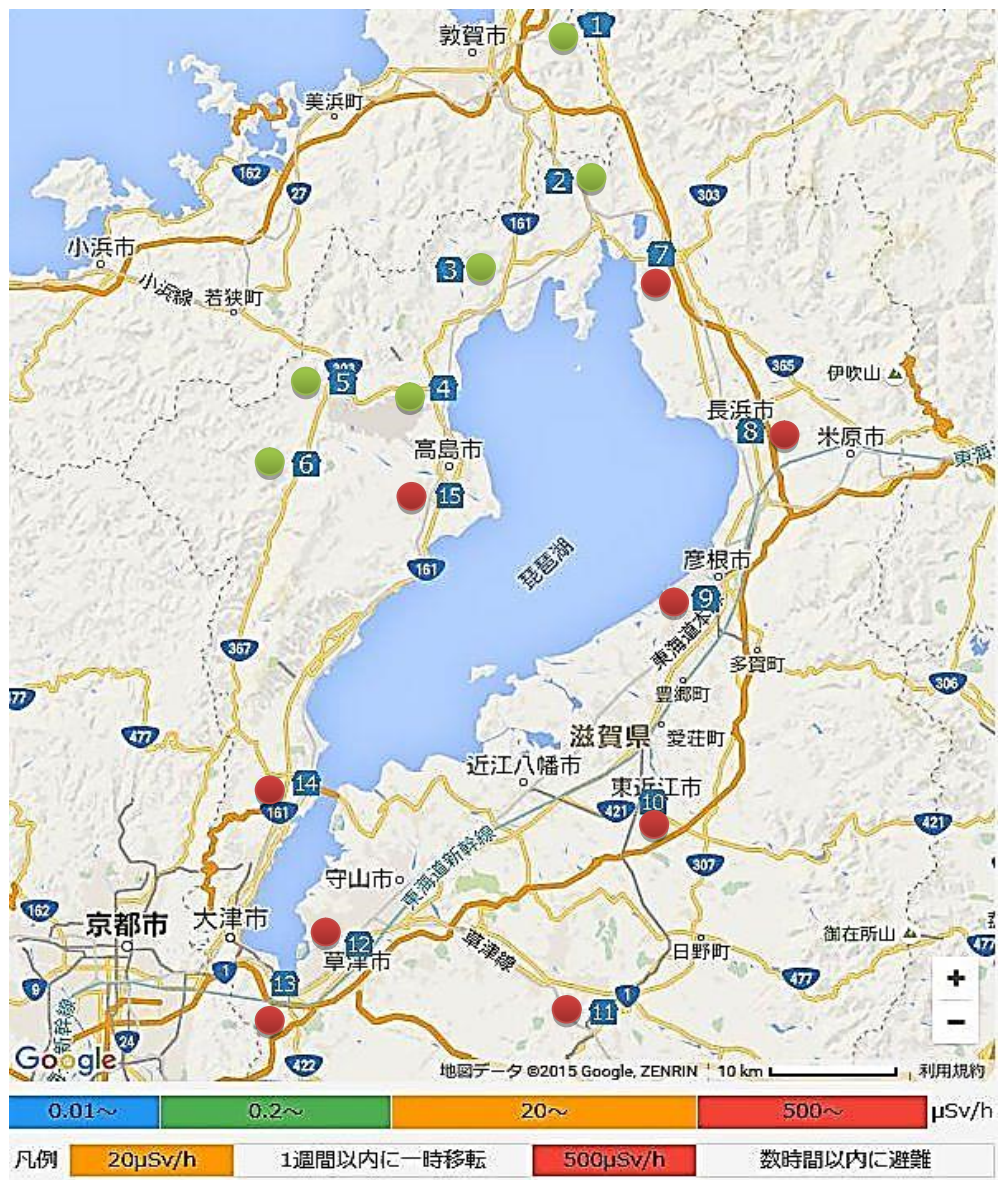 敦賀市
1
美浜町
162
27
2
303
161
小浜市
7
3
小浜線
若狭町
303
5
4
365
伊吹山
長浜市
8
米原市
高島市
東海
6
15
161
琵琶湖
彦根市
9
東海道本
367
多賀町
306
豊郷町
77
477
滋賀県
愛荘町
近江八幡市
14
東近江市
10
161
421
421
東海道新幹線
307
守山市
162
京都市
大津市
12
草津市
草津線
日野町
御在所山
477
1
13
477
9
新幹線
1
11
24
422
+
−
Google
地図データ ©2015 Google, ZENRIN
10 km
利用規約
0.01～
0.2～
20～
500～
μSv/h
凡例
20μSv/h
1週間以内に一時移転
500μSv/h
数時間以内に避難